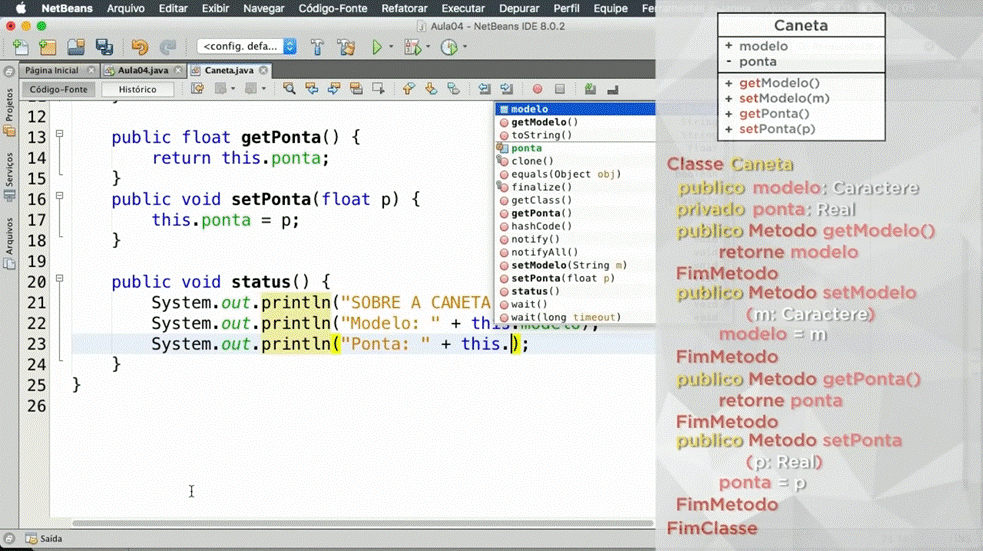 NetBeans Arquivo Editar Exibir Navegar Código-Fonte Refatorar Executar Depurar Perfil Equipe
Aula04 - NetBeans IDE 8.0.2
<config. defa...
Página Inicial Aula04.java Caneta.java
Código-Fonte Histórico
Projetos
Serviços
Arquivos
12
13 public float getPonta() {
14 return this.ponta;
15 }
16 public void setPonta(float p) {
17 this.ponta = p;
18 }
19
20 public void status() {
21 System.out.println("SOBRE A CANETA
22 System.out.println("Modelo: " + this.modelo);
23 System.out.println("Ponta: " + this.);
24 }
25 }
26
modelo
getModelo()
toString()
ponta
clone()
equals(Object obj)
finalize()
getClass()
getPonta()
hashCode()
notify()
notifyAll()
setModelo(String m)
setPonta(float p)
status()
wait()
wait(long timeout)
Saída
Caneta
+ modelo
- ponta
+ getModelo()
+ setModelo(m)
+ getPonta()
+ setPonta(p)
Classe Caneta
publico modelo: Caractere
privado ponta: Real
publico Metodo getModelo()
retorne modelo
FimMetodo
publico Metodo setModelo
(m: Caractere)
modelo = m
FimMetodo
publico Metodo getPonta()
retorne ponta
FimMetodo
publico Metodo setPonta
(p: Real)
ponta = p
FimMetodo
FimClasse
INS